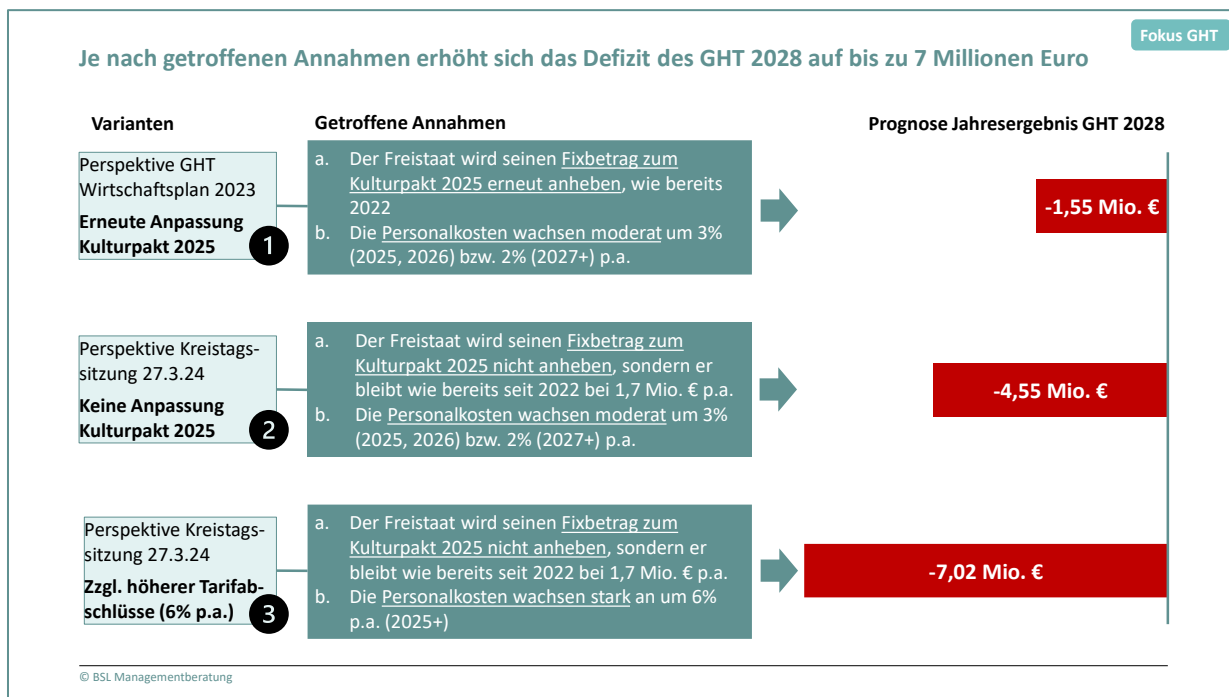 Fokus GHT
Je nach getroffenen Annahmen erhöht sich das Defizit des GHT 2028 auf bis zu 7 Millionen Euro
Varianten
Getroffene Annahmen
Prognose Jahresergebnis GHT 2028
Perspektive GHT
Wirtschaftsplan 2023
Erneute Anpassung
Kulturpakt 2025
1
a. Der Freistaat wird seinen Fixbetrag zum
Kulturpakt 2025 erneut anheben, wie bereits
2022
b. Die Personalkosten wachsen moderat um 3%
(2025, 2026) bzw. 2% (2027+) p.a.
-1,55 Mio. €
Perspektive Kreistags-
sitzung 27.3.24
Keine Anpassung
Kulturpakt 2025
2
a. Der Freistaat wird seinen Fixbetrag zum
Kulturpakt 2025 nicht anheben, sondern er
bleibt wie bereits seit 2022 bei 1,7 Mio. € p.a.
b. Die Personalkosten wachsen moderat um 3%
(2025, 2026) bzw. 2% (2027+) p.a.
-4,55 Mio. €
Perspektive Kreistags-
sitzung 27.3.24
Zzgl. höherer Tarifab-
schlüsse (6% p.a.)
3
a. Der Freistaat wird seinen Fixbetrag zum
Kulturpakt 2025 nicht anheben, sondern er
bleibt wie bereits seit 2022 bei 1,7 Mio. € p.a.
b. Die Personalkosten wachsen stark an um 6%
p.a. (2025+)
-7,02 Mio. €
© BSL Managementberatung